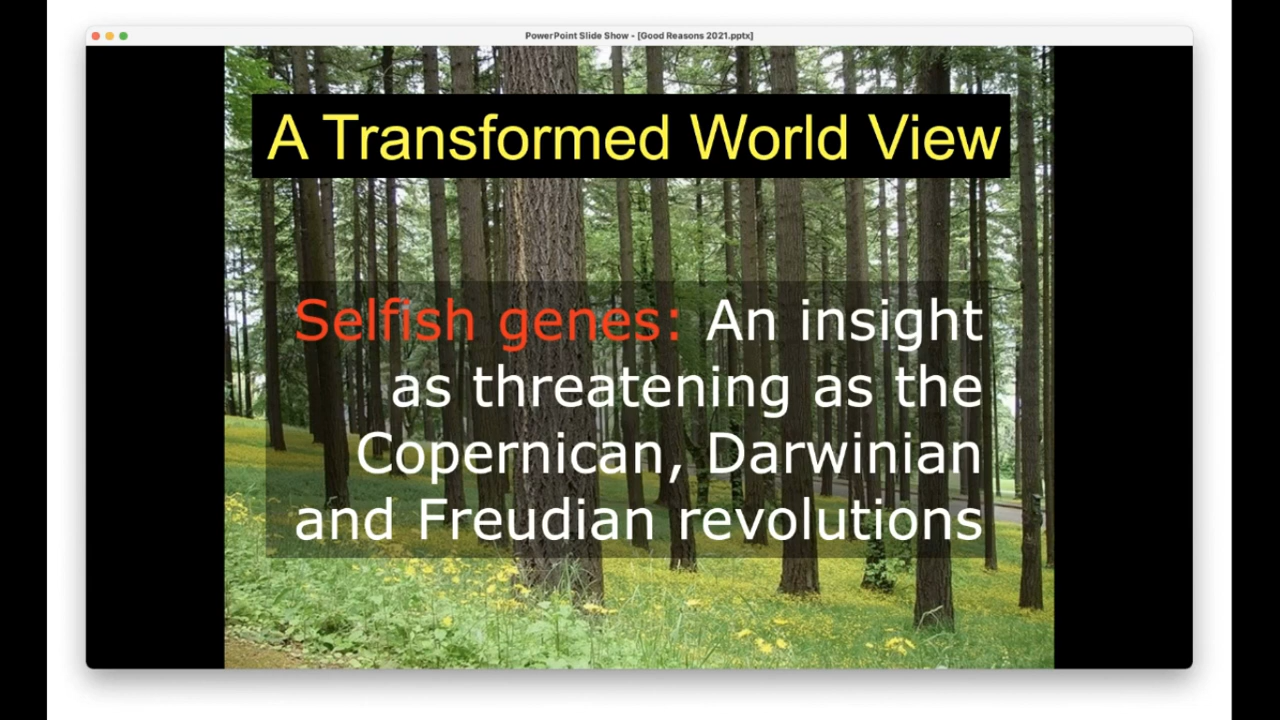 PowerPoint Slide Show - [Good Reasons 2021.pptx]
A Transformed World View
Selfish genes: An insight
as threatening as the
Copernican, Darwinian
and Freudian revolutions